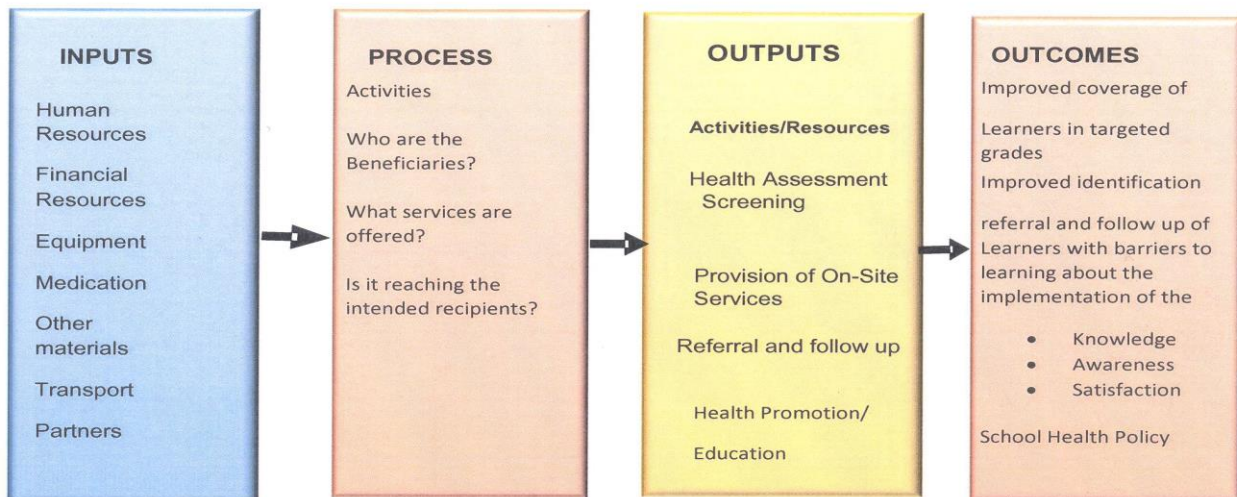 INPUTS
Human
Resources
Financial
Resources
Equipment
Medication
Other
materials
Transport
Partners
PROCESS
Activities
Who are the
Beneficiaries?
What services are
offered?
Is it reaching the
intended recipients?
OUTPUTS
Activities/Resources
Health Assessment
Screening
Provision of On-Site
Services
Referral and follow up
Health Promotion/
Education
OUTCOMES
Improved coverage of
Learners in targeted
grades
Improved identification
referral and follow up of
Learners with barriers to
learning about the
implementation of the
• Knowledge
• Awareness
• Satisfaction
School Health Policy